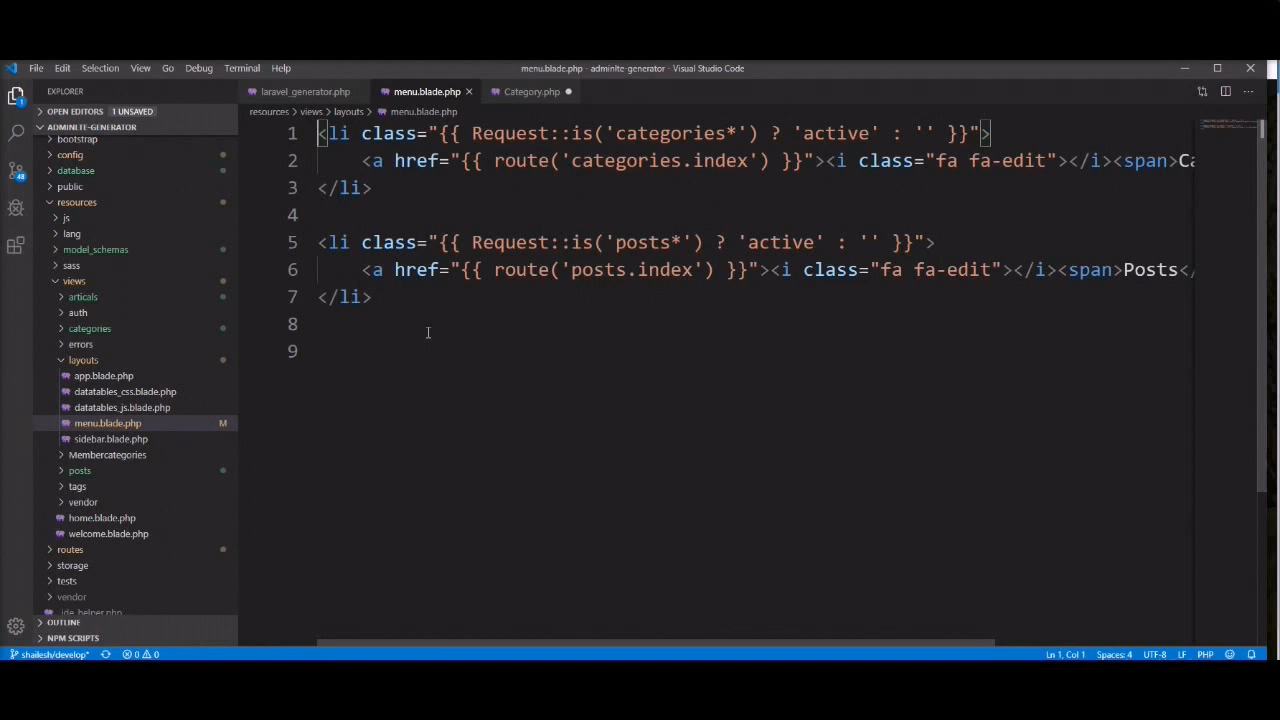 File Edit Selection View Go Debug Terminal Help
menu.blade.php - adminlte-generator - Visual Studio Code
EXPLORER
laravel_generator.php menu.blade.php Category.php
OPEN EDITORS 1 UNSAVED
resources views layouts menu.blade.php
ADMINLTE-GENERATOR
bootstrap
config
database
public
resources
js
lang
model_schemas
sass
views
articals
auth
categories
errors
layouts
app.blade.php
datatables_css.blade.php
datatables_js.blade.php
menu.blade.php M
sidebar.blade.php
Membercategories
posts
tags
vendor
home.blade.php
welcome.blade.php
routes
storage
tests
vendor
_ide_helper.php
OUTLINE
NPM SCRIPTS
1 <li class="{{ Request::is('categories*') ? 'active' : '' }}">
2 <a href="{{ route('categories.index') }}"><i class="fa fa-edit"></i><span>Ca
3 </li>
4
5 <li class="{{ Request::is('posts*') ? 'active' : '' }}">
6 <a href="{{ route('posts.index') }}"><i class="fa fa-edit"></i><span>Posts</
7 </li>
8
9
1
48
shailesh/develop* 0 0 Ln 1, Col 1 Spaces: 4 UTF-8 LF PHP